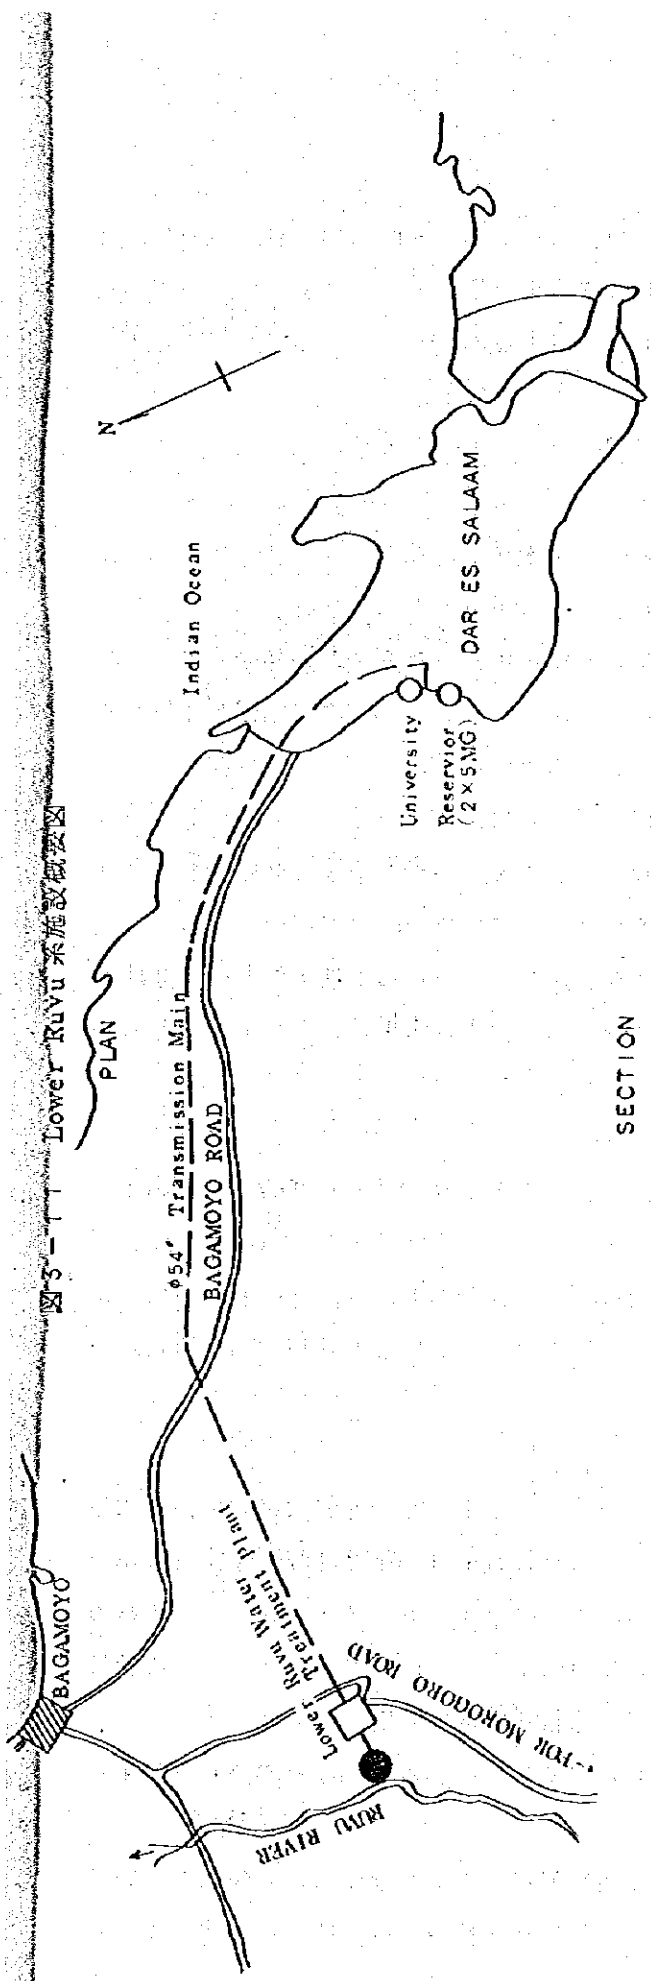 図3-11 Lower Ruvu 系施設概要図
PLAN
N
Indian Ocean
BAGAMOYO
φ54" Transmission Main
BAGAMOYO ROAD
DAR ES SALAAM
University
Reservior
(2×5MG)
Lower Ruvu Water
Treatment Plant
FOR MOROGORO ROAD
RUVU RIVER
SECTION